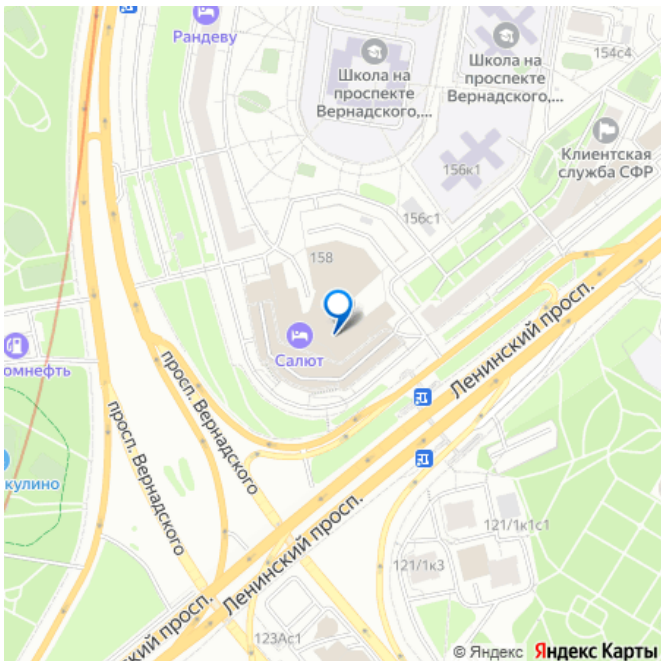 Рандеву
Школа на
проспекте
Вернадского,...
Школа на
проспекте
Вернадского,...
154с4
Клиентская
служба СФР
156к1
156с1
158
Салют
омнефть
просп. Вернадского
просп. Вернадского
Ленинский просп.
кулино
Ленинский просп.
ский просп.
121/1к1с1
121/1к3
123Ас1
© Яндекс Яндекс Карты